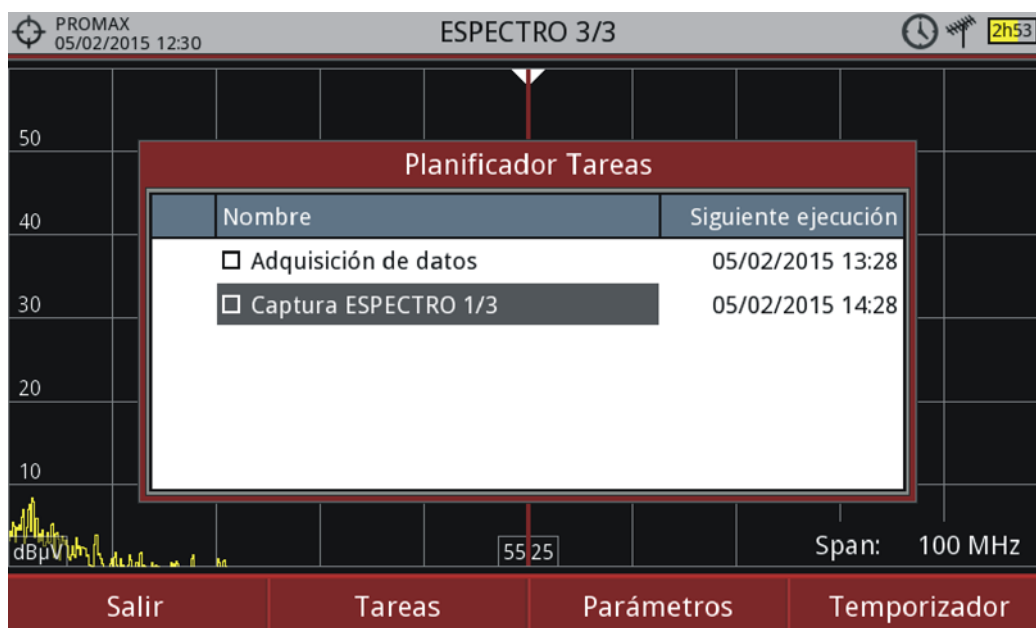 PROMAX
05/02/2015 12:30
ESPECTRO 3/3
2h53
50
Planificador Tareas
40
Nombre Siguiente ejecución
Adquisición de datos 05/02/2015 13:28
30
Captura ESPECTRO 1/3 05/02/2015 14:28
20
10
dBµV
55 25
Span: 100 MHz
Salir Tareas Parámetros Temporizador